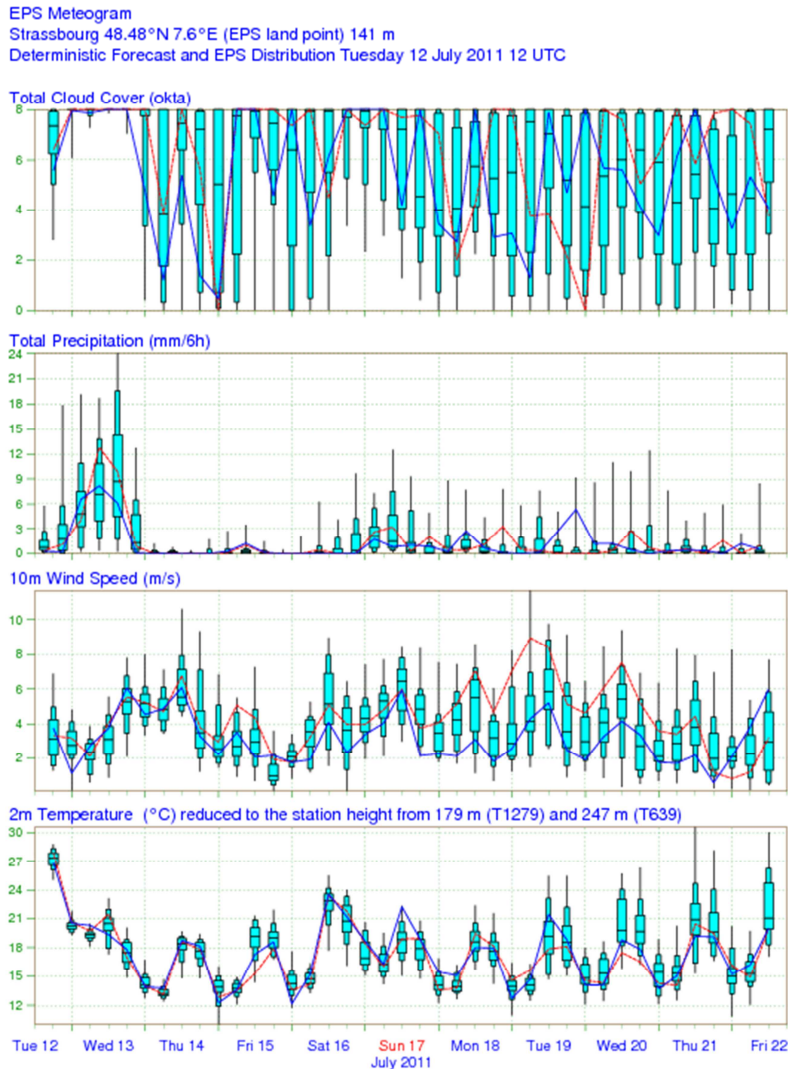 EPS Meteogram
Strasbourg 48.48°N 7.6°E (EPS land point) 141 m
Deterministic Forecast and EPS Distribution Tuesday 12 July 2011 12 UTC
Total Cloud Cover (okta)
8
6
4
2
0
Total Precipitation (mm/6h)
24
21
18
15
12
9
6
3
0
10m Wind Speed (m/s)
10
8
6
4
2
2m Temperature (°C) reduced to the station height from 179 m (T1279) and 247 m (T639)
30
27
24
21
18
15
12
Tue 12 Wed 13 Thu 14 Fri 15 Sat 16 Sun 17 Mon 18 Tue 19 Wed 20 Thu 21 Fri 22
July 2011